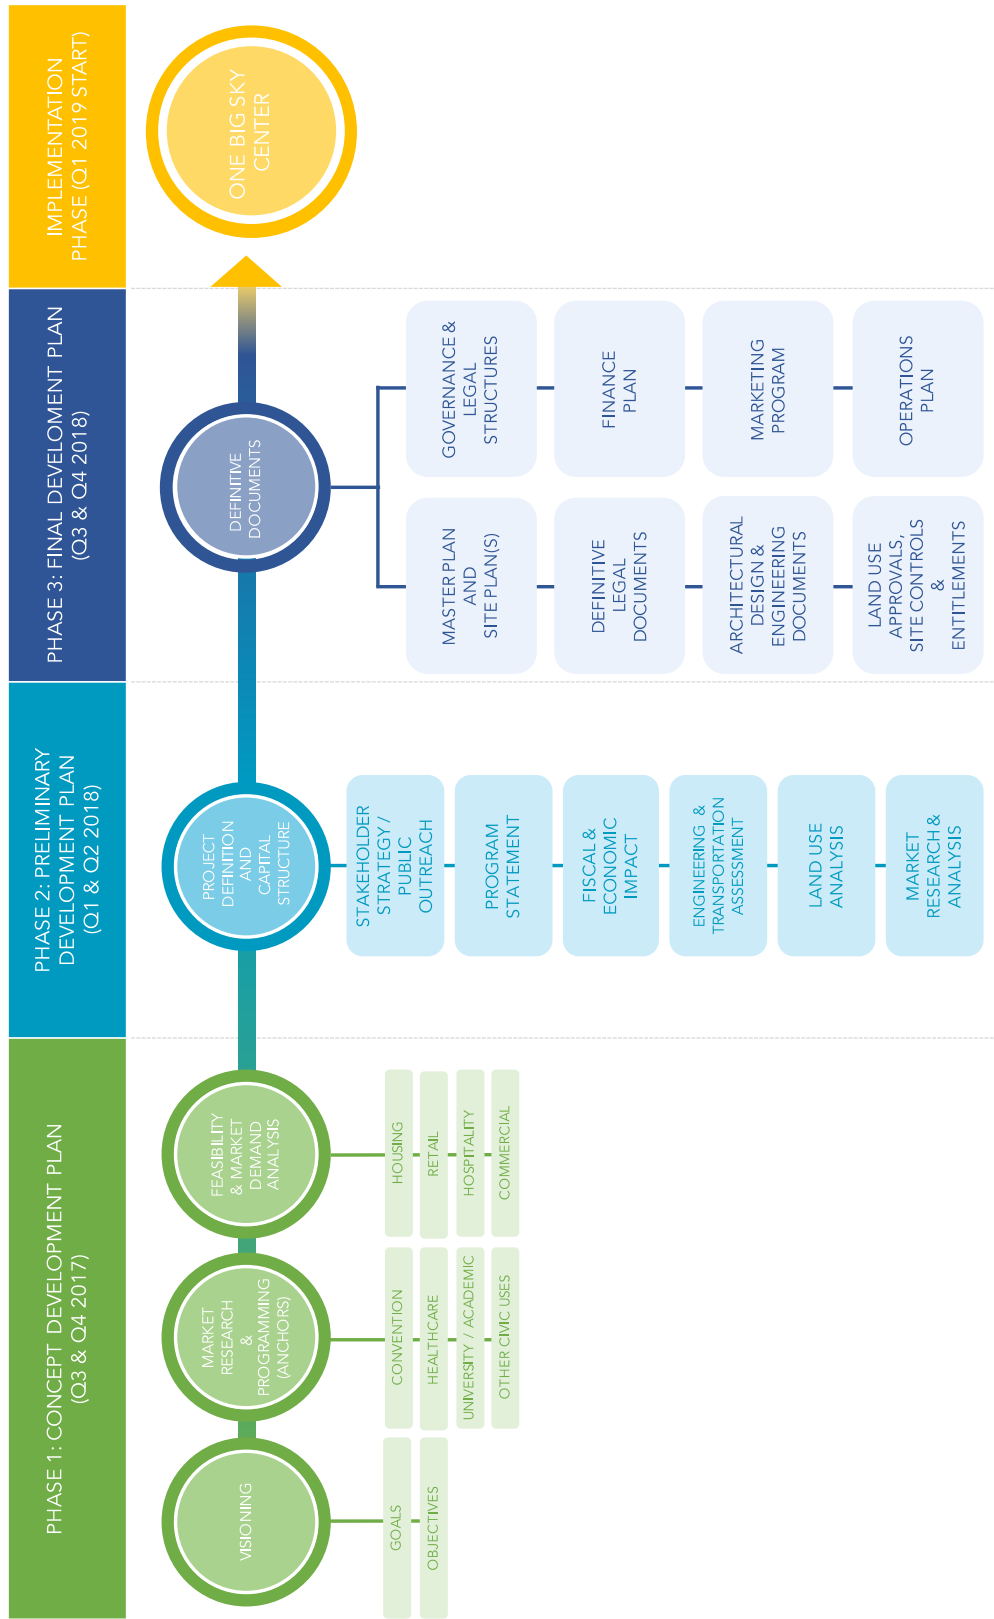 PHASE 1: CONCEPT DEVELOPMENT PLAN
(Q3 & Q4 2017)
VISIONING
GOALS
OBJECTIVES
MARKET
RESEARCH
&
PROGRAMMING
(ANCHORS)
CONVENTION
HEALTHCARE
UNIVERSITY / ACADEMIC
OTHER CIVIC USES
FEASIBILITY
& MARKET
DEMAND
ANALYSIS
HOUSING
RETAIL
HOSPITALITY
COMMERCIAL
PHASE 2: PRELIMINARY
DEVELOPMENT PLAN
(Q1 & Q2 2018)
PROJECT
DEFINITION
AND
CAPITAL
STRUCTURE
STAKEHOLDER
STRATEGY /
PUBLIC
OUTREACH
PROGRAM
STATEMENT
FISCAL &
ECONOMIC
IMPACT
ENGINEERING &
TRANSPORTATION
ASSESSMENT
LAND USE
ANALYSIS
MARKET
RESEARCH &
ANALYSIS
PHASE 3: FINAL DEVELOMENT PLAN
(Q3 & Q4 2018)
DEFINITIVE
DOCUMENTS
MASTER PLAN
AND
SITE PLAN(S)
DEFINITIVE
LEGAL
DOCUMENTS
ARCHITECTURAL
DESIGN &
ENGINEERING
DOCUMENTS
LAND USE
APPROVALS,
SITE CONTROLS
&
ENTITLEMENTS
GOVERNANCE &
LEGAL
STRUCTURES
FINANCE
PLAN
MARKETING
PROGRAM
OPERATIONS
PLAN
IMPLEMENTATION
PHASE (Q1 2019 START)
ONE BIG SKY
CENTER